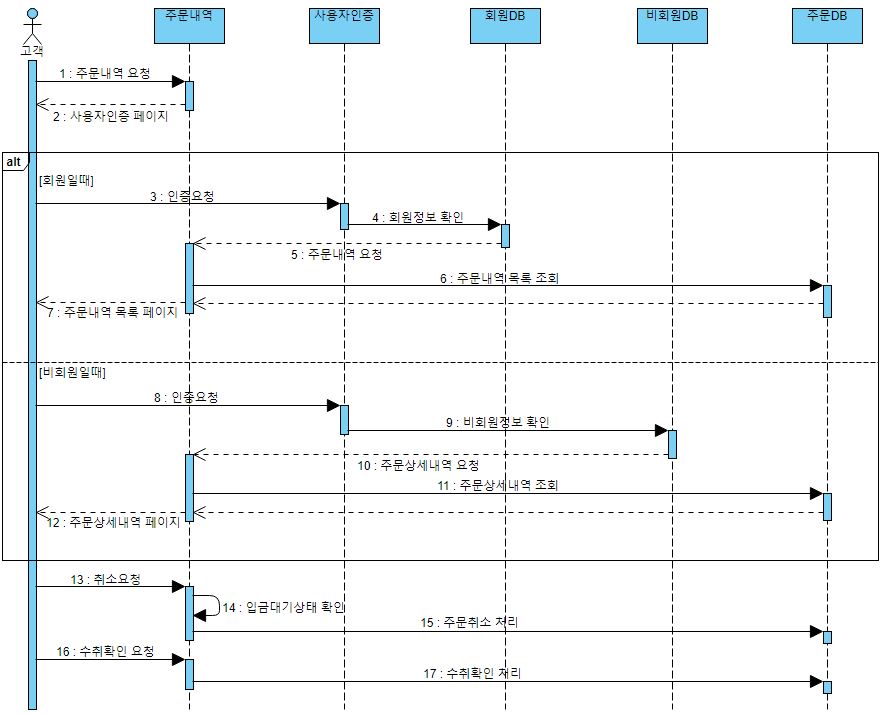 고객
주문내역
사용자인증
회원DB
비회원DB
주문DB
1 : 주문내역 요청
2 : 사용자인증 페이지
alt
[회원일때]
3 : 인증요청
4 : 회원정보 확인
5 : 주문내역 요청
6 : 주문내역 목록 조회
7 : 주문내역 목록 페이지
[비회원일때]
8 : 인증요청
9 : 비회원정보 확인
10 : 주문상세내역 요청
11 : 주문상세내역 조회
12 : 주문상세내역 페이지
13 : 취소요청
14 : 입금대기상태 확인
15 : 주문취소 처리
16 : 수취확인 요청
17 : 수취확인 처리